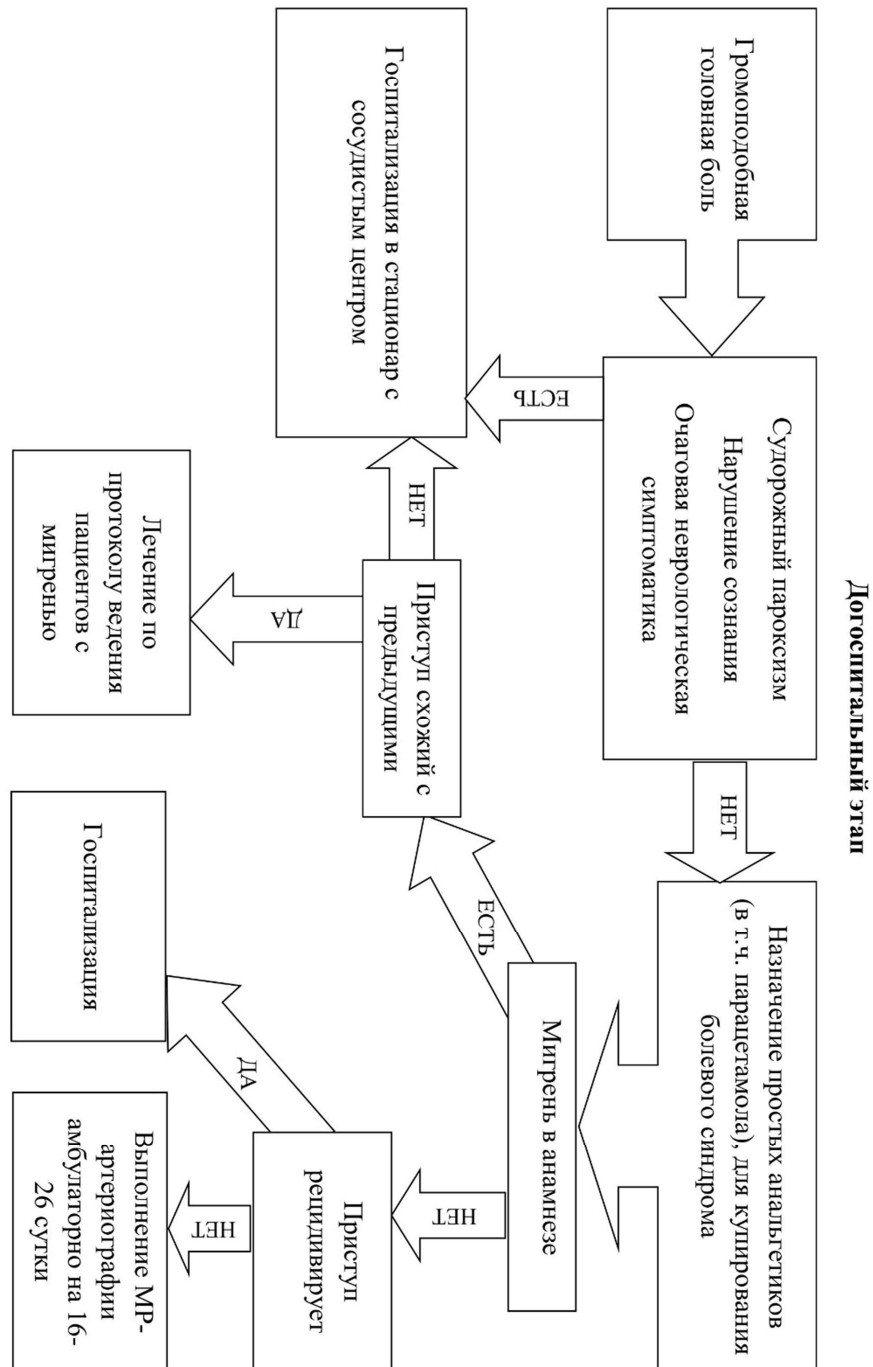 Догоспитальный этап
Громоподобная
головная боль
Судорожный пароксизм
Нарушение сознания
Очаговая неврологическая
симптоматика
НЕТ
Назначение простых анальгетиков
(в т.ч. парацетамола), для купирования
болевого синдрома
ЕСТЬ
Госпитализация в стационар с
сосудистым центром
НЕТ
Приступ схожий с
предыдущими
ЕСТЬ
Мигрень в анамнезе
ДА
НЕТ
Лечение по
протоколу ведения
пациентов с
мигренью
Приступ
рецидивирует
ДА
НЕТ
Госпитализация
Выполнение МР-
артериографии
амбулаторно на 16-
26 сутки